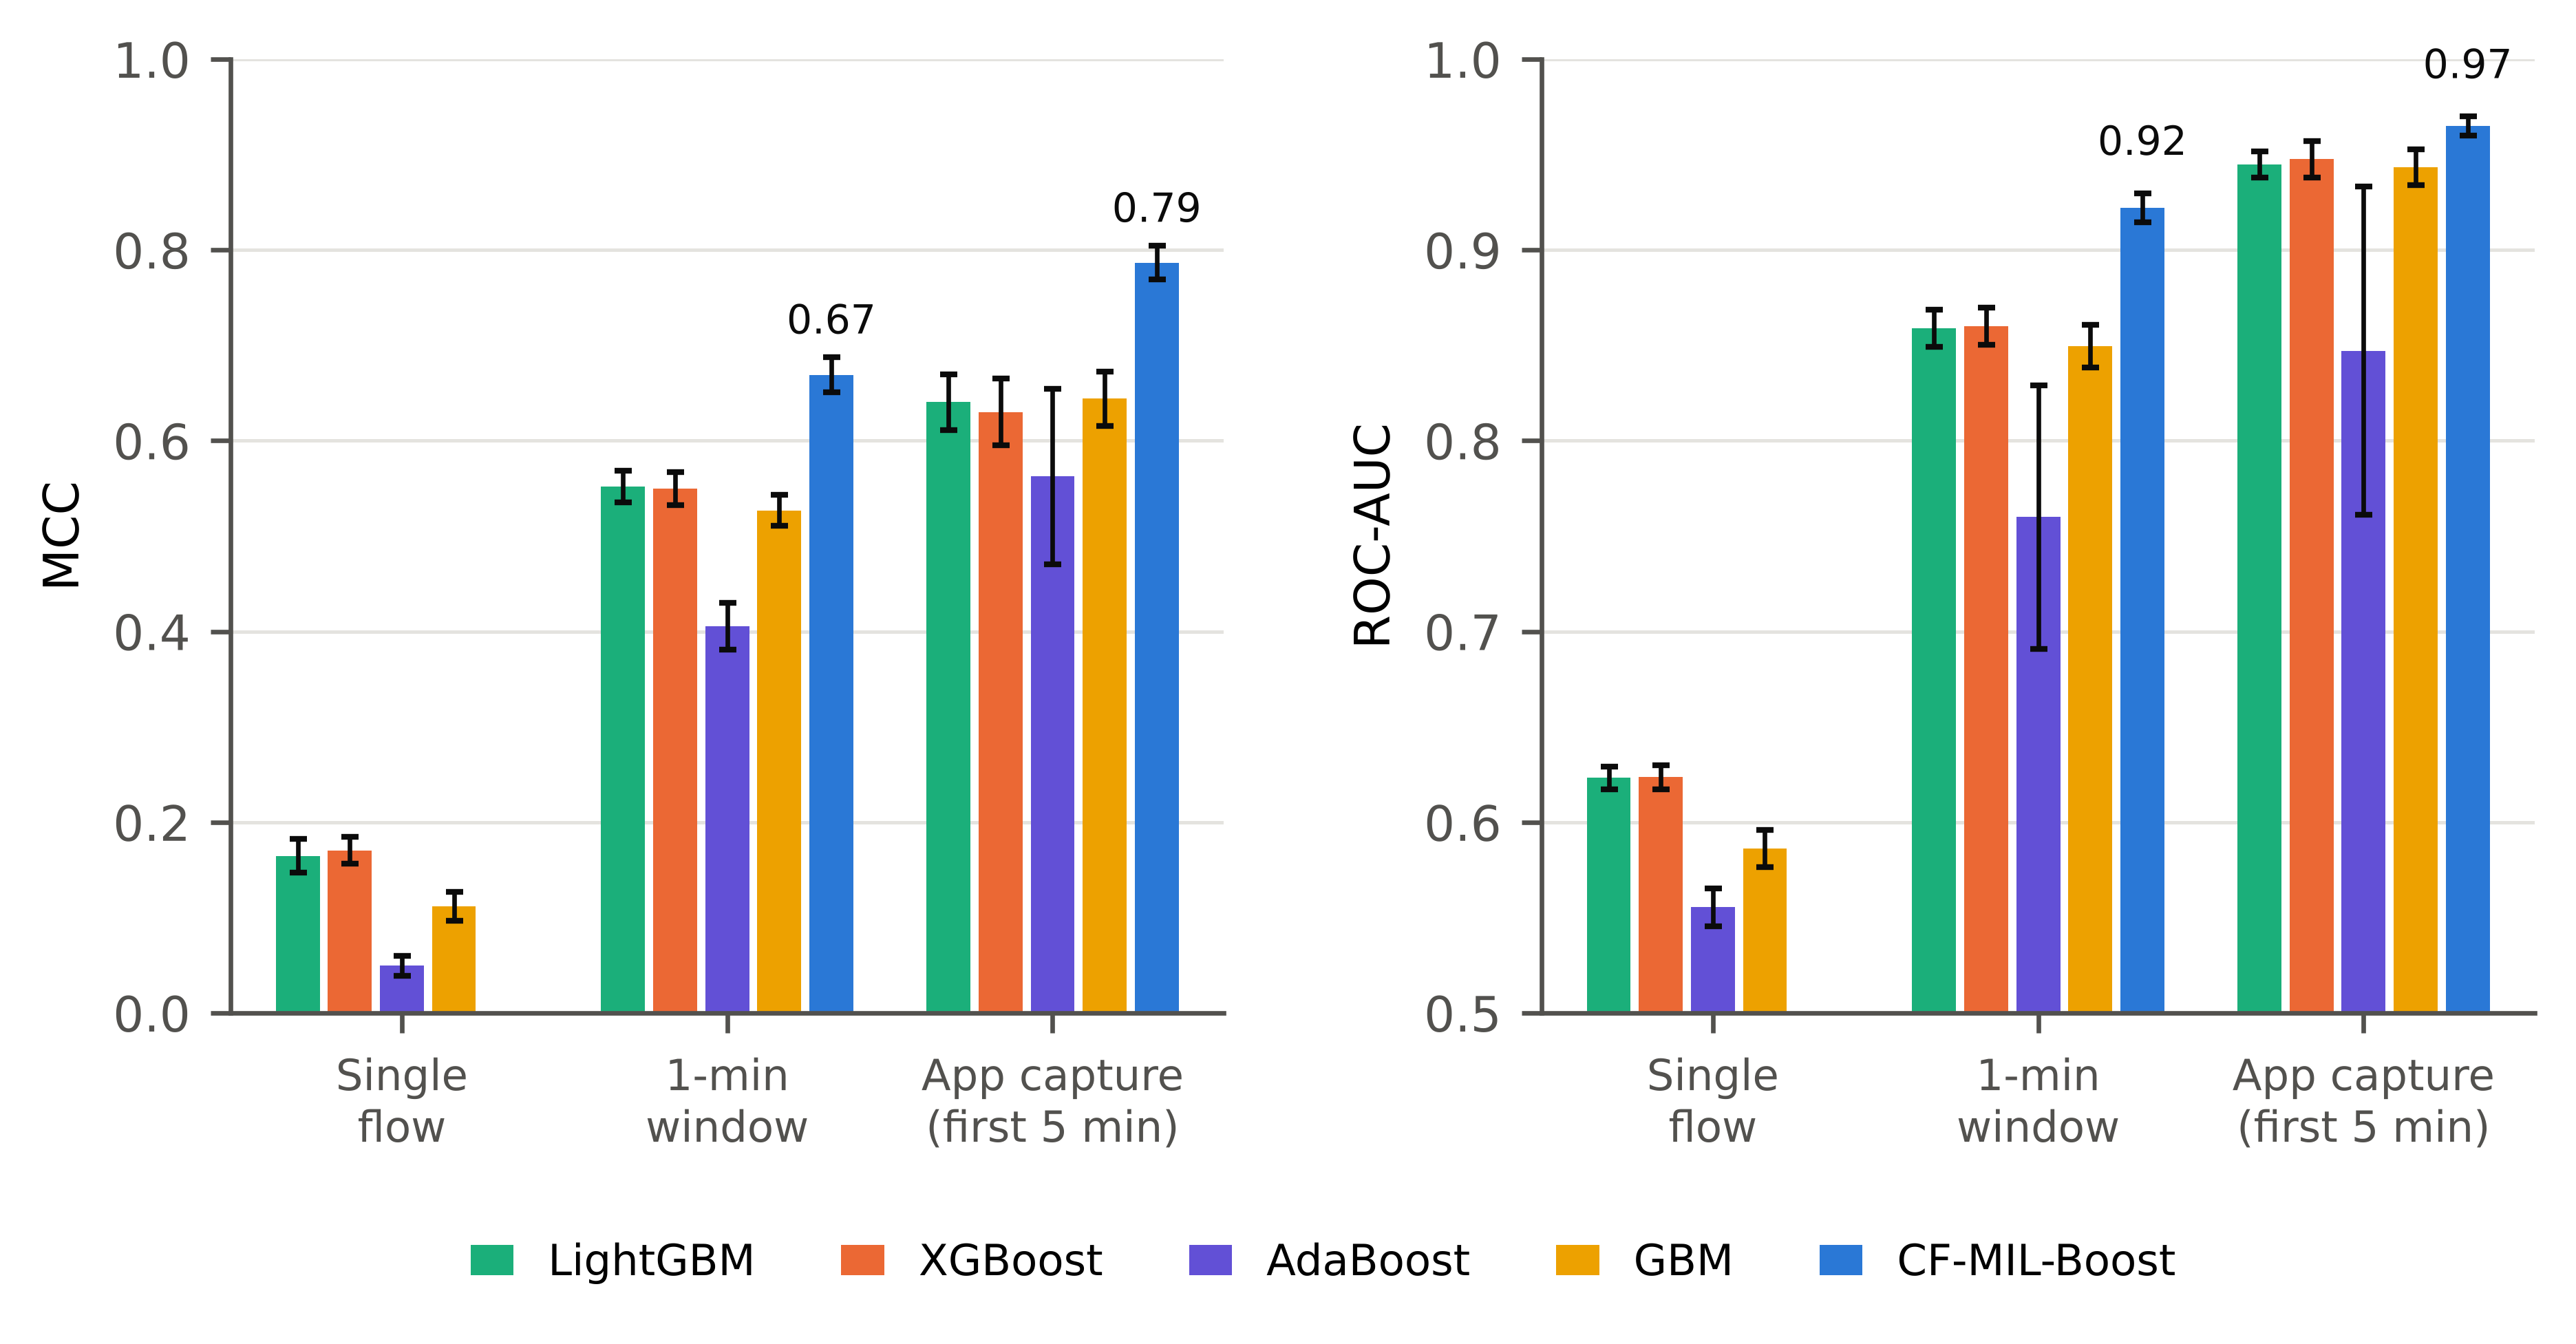 MCC
1.0
0.8
0.6
0.4
0.2
0.0
0.67
0.79
Single
flow
1-min
window
App capture
(first 5 min)
ROC-AUC
1.0
0.9
0.8
0.7
0.6
0.5
0.92
0.97
Single
flow
1-min
window
App capture
(first 5 min)
LightGBM
XGBoost
AdaBoost
GBM
CF-MIL-Boost